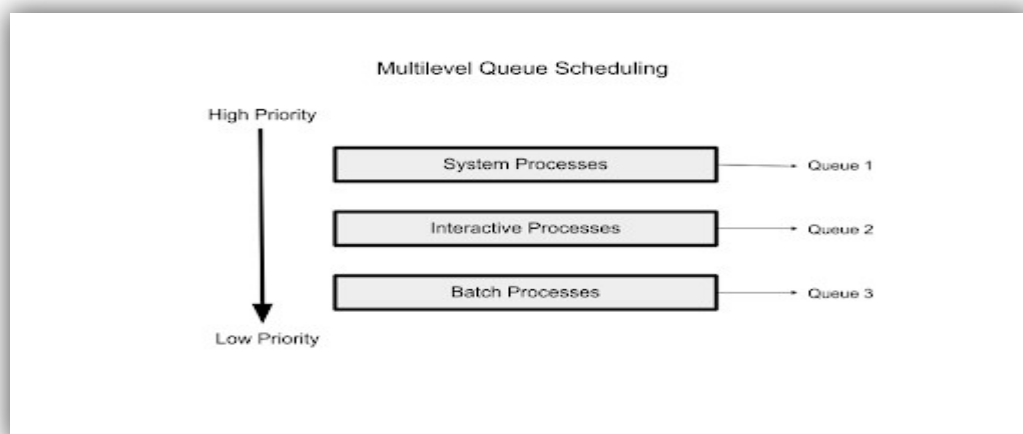 Multilevel Queue Scheduling
High Priority
System Processes
Queue 1
Interactive Processes
Queue 2
Batch Processes
Queue 3
Low Priority